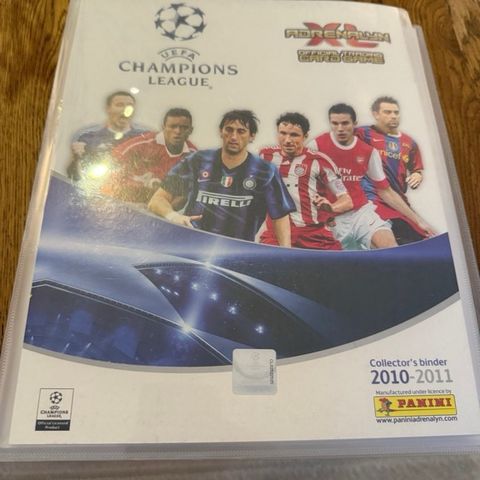 UEFA
CHAMPIONS
LEAGUE®
ADRENALYN
XL
OFFICIAL TRADING
CARD GAME
PIRELLI
Fly
Emirates
unicef
Collector's binder
2010-2011
Manufactured under licence by
PANINI
www.paniniadrenalyn.com
UEFA
CHAMPIONS
LEAGUE
Official Licensed
Product